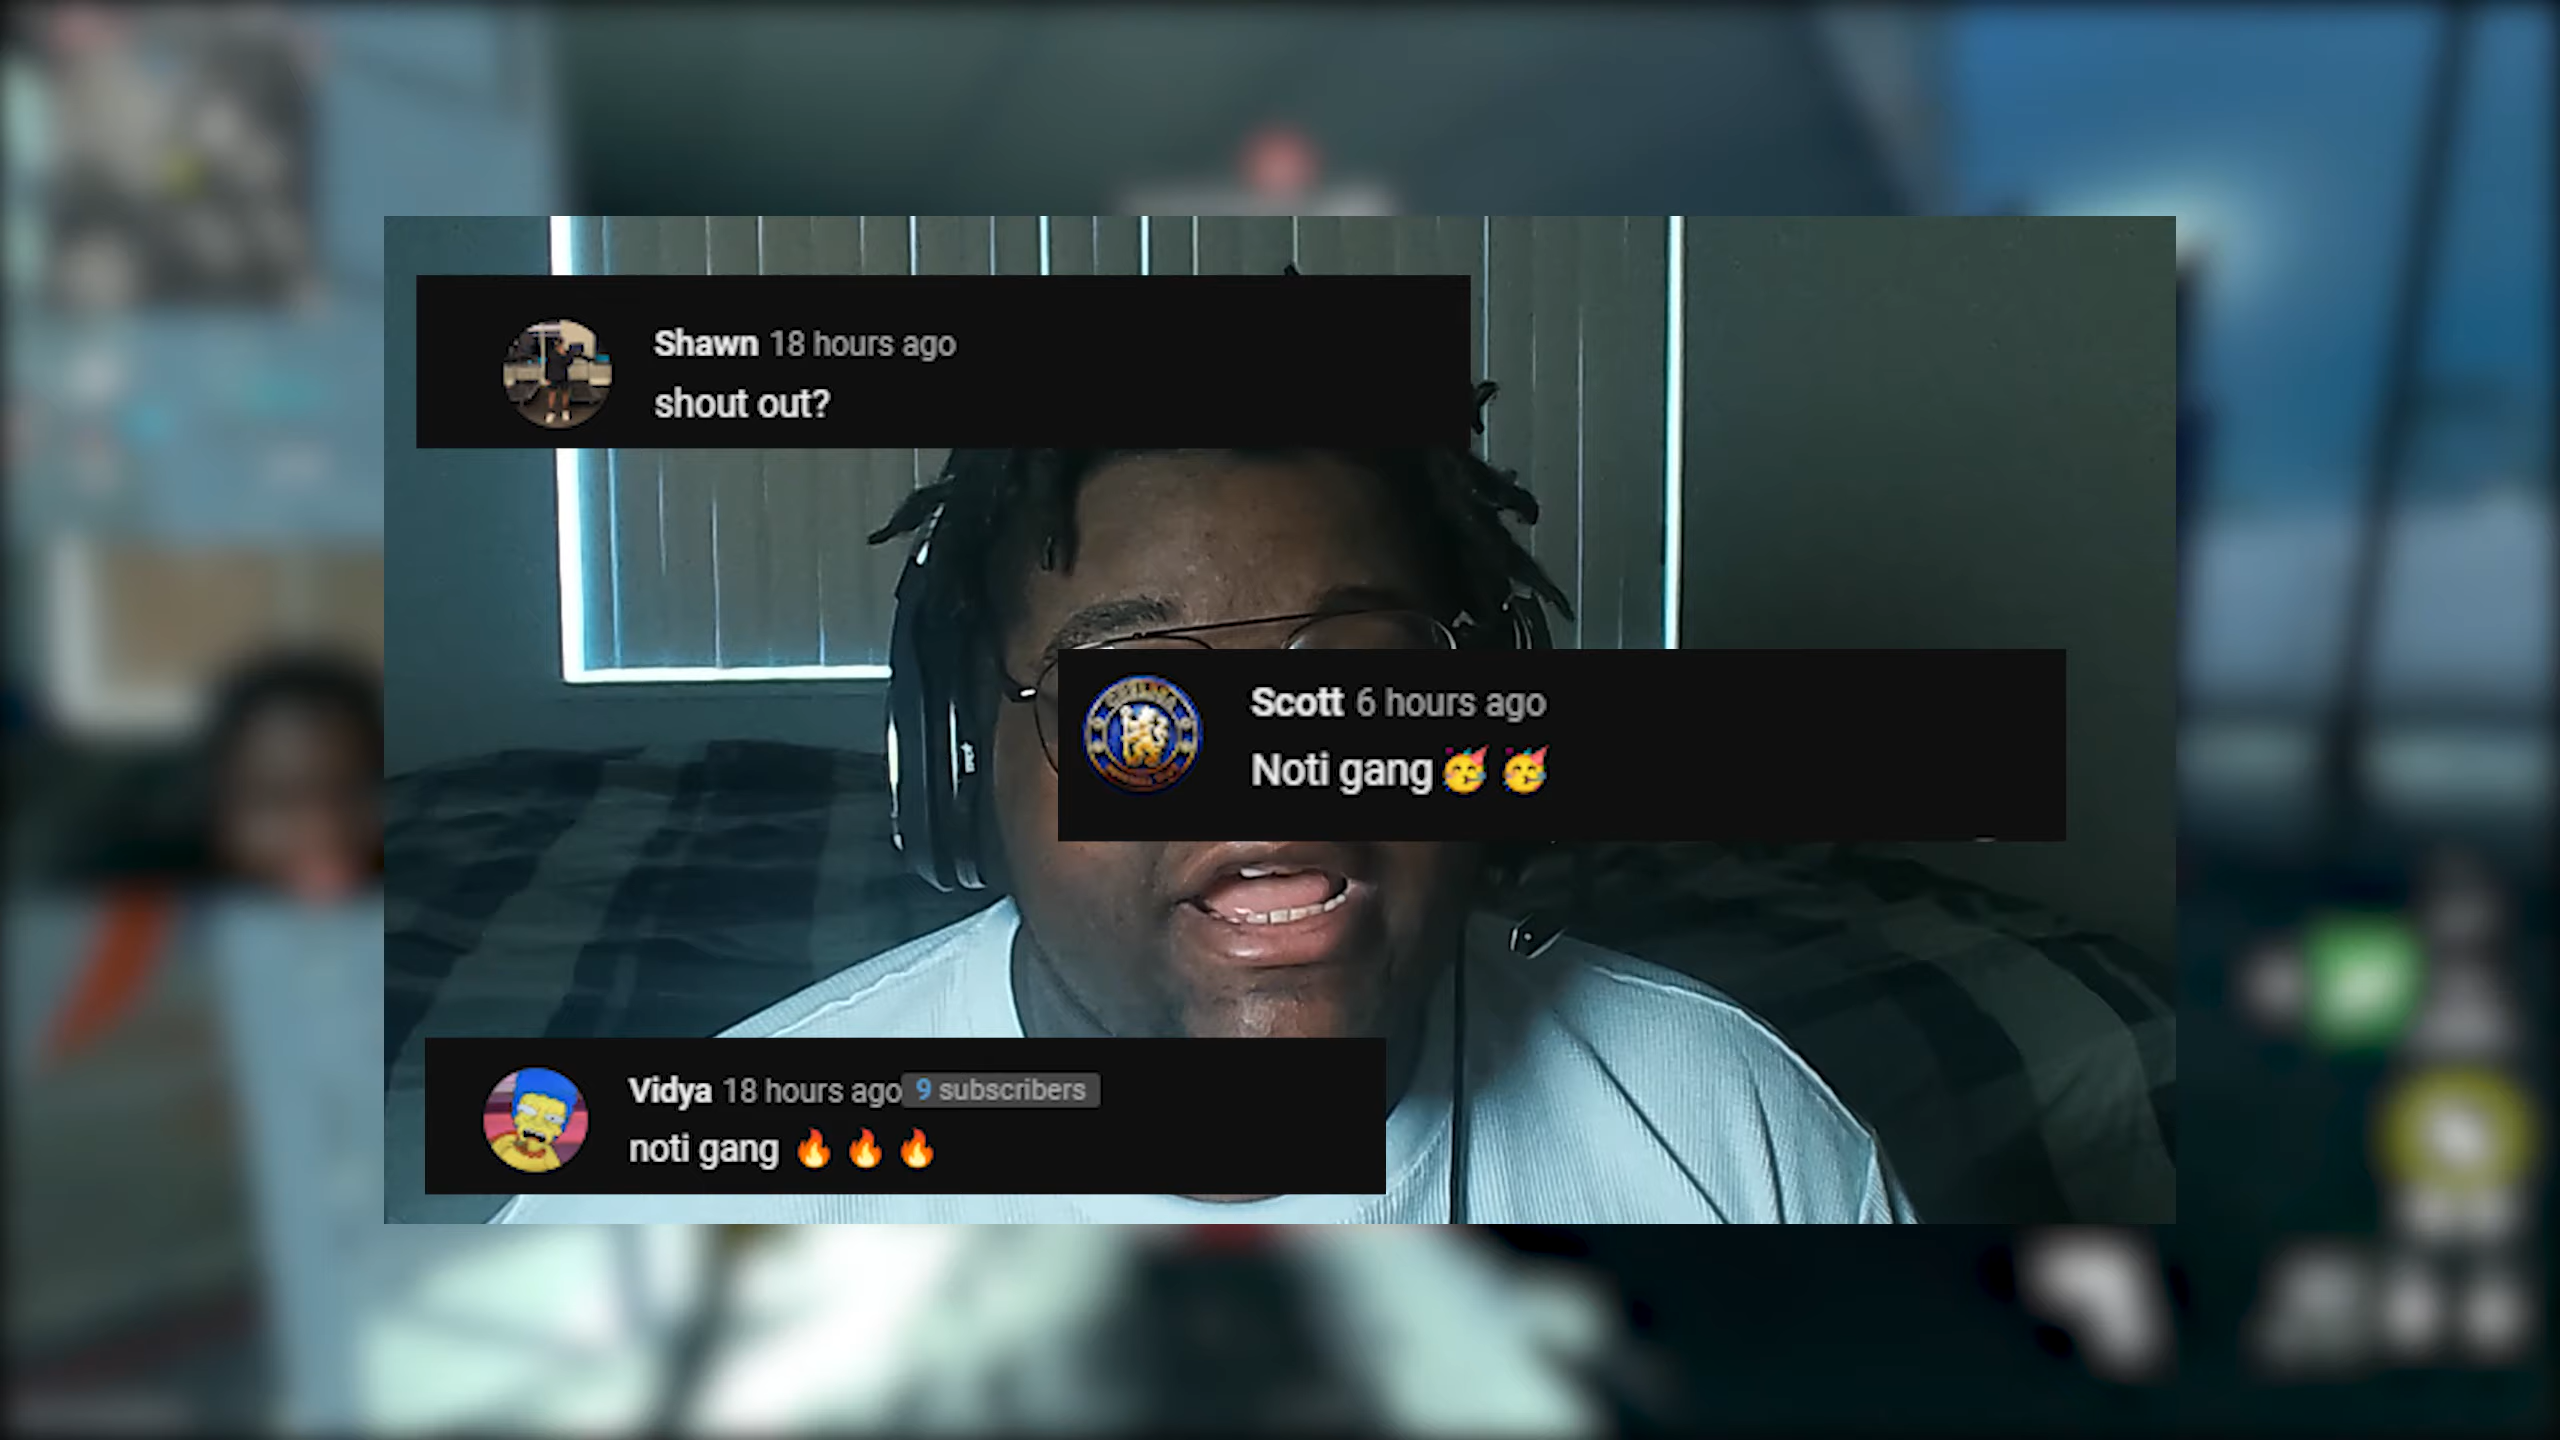 Shawn 18 hours ago
shout out?
Scott 6 hours ago
Noti gang🥳 🥳
Vidya 18 hours ago 9 subscribers
noti gang 🔥 🔥 🔥